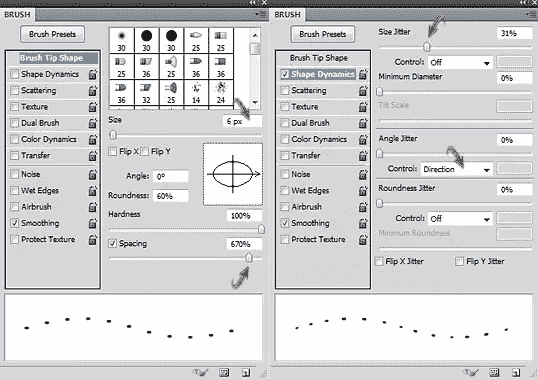 BRUSH
Brush Presets
Brush Tip Shape
Shape Dynamics
Scattering
Texture
Dual Brush
Color Dynamics
Transfer
Noise
Wet Edges
Airbrush
Smoothing
Protect Texture
30 30 30 25 25
25 36 25 36 36
36 32 25 14 24
Size 6 px
Flip X Flip Y
Angle: 0°
Roundness: 60%
Hardness 100%
Spacing 670%
BRUSH
Brush Presets
Brush Tip Shape
Shape Dynamics
Scattering
Texture
Dual Brush
Color Dynamics
Transfer
Noise
Wet Edges
Airbrush
Smoothing
Protect Texture
Size Jitter 31%
Control: Off
Minimum Diameter 0%
Tilt Scale
Angle Jitter 0%
Control: Direction
Roundness Jitter 0%
Control: Off
Minimum Roundness
Flip X Jitter Flip Y Jitter